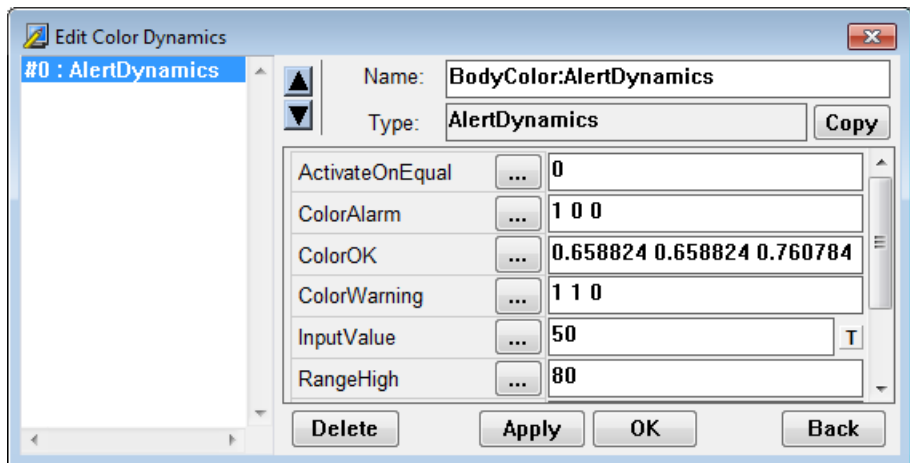 Edit Color Dynamics
#0 : AlertDynamics
Name: BodyColor:AlertDynamics
Type: AlertDynamics Copy
ActivateOnEqual ... 0
ColorAlarm ... 1 0 0
ColorOK ... 0.658824 0.658824 0.760784
ColorWarning ... 1 1 0
InputValue ... 50 T
RangeHigh ... 80
Delete Apply OK Back